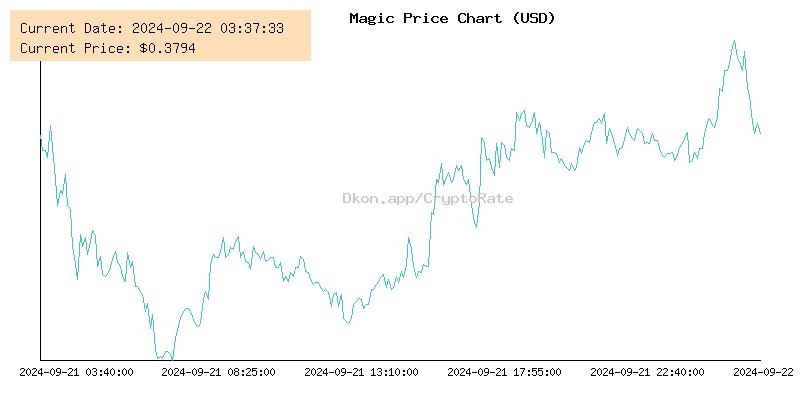 Magic Price Chart (USD)
Current Date: 2024-09-22 03:37:33
Current Price: $0.3794
Dkon.app/CryptoRate
2024-09-21 03:40:00 2024-09-21 08:25:00 2024-09-21 13:10:00 2024-09-21 17:55:00 2024-09-21 22:40:00 2024-09-22